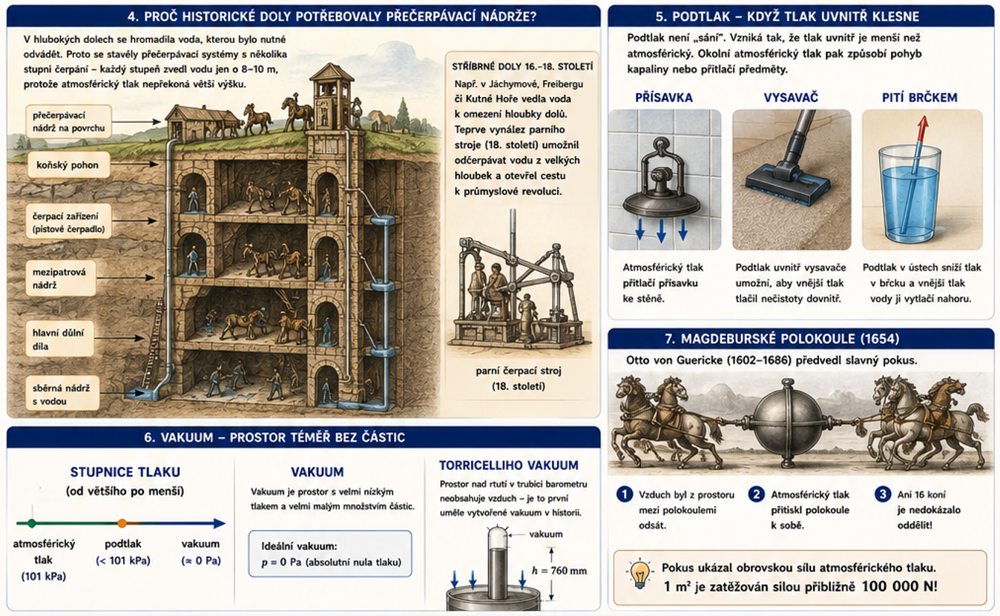 4. PROČ HISTORICKÉ DOLY POTŘEBOVALY PŘEČERPÁVACÍ NÁDRŽE?
V hlubokých dolech se hromadila voda, kterou bylo nutné
odvádět. Proto se stavěly přečerpávací systémy s několika
stupni čerpání – každý stupeň zvedl vodu jen o 8–10 m,
protože atmosférický tlak nepřekoná větší výšku.
přečerpávací
nádrž na povrchu
koňský pohon
čerpací zařízení
(pístové čerpadlo)
mezipatrová
nádrž
hlavní důlní
díla
sběrná nádrž
s vodou
STŘÍBRNÉ DOLY 16.–18. STOLETÍ
Např. v Jáchymové, Freibergu
či Kutné Hoře vedla voda
k omezení hloubky dolů.
Teprve vynález parního
stroje (18. století) umožnil
odčerpávat vodu z velkých
hloubek a otevřel cestu
k průmyslové revoluci.
parní čerpací stroj
(18. století)
5. PODTLAK – KDYŽ TLAK UVNITŘ KLESNE
Podtlak není „sání". Vzniká tak, že tlak uvnitř je menší než
atmosférický. Okolní atmosférický tlak pak způsobí pohyb
kapaliny nebo přitlačí předměty.
PŘÍSAVKA
Atmosférický tlak
přitlačí přísavku
ke stěně.
VYSAVAČ
Podtlak uvnitř vysavače
umožní, aby vnější tlak
tlačil nečistoty dovnitř.
PITÍ BRČKEM
Podtlak v ústech sníží tlak
v břcku a vnější tlak
vody ji vytlačí nahoru.
6. VAKUUM – PROSTOR TÉMĚŘ BEZ ČÁSTIC
STUPNICE TLAKU
(od většího po menší)
atmosférický
tlak
(101 kPa)
podtlak
(< 101 kPa)
vakuum
(≈ 0 Pa)
VAKUUM
Vakuum je prostor s velmi nízkým
tlakem a velmi malým množstvím částic.
Ideální vakuum:
p = 0 Pa (absolutní nula tlaku)
TORRICELLIHO VAKUUM
Prostor nad rtutí v trubici barometru
neobsahuje vzduch – je to první
uměle vytvořené vakuum v historii.
vakuum
h = 760 mm
7. MAGDEBURSKÉ POLOKOULE (1654)
Otto von Guericke (1602–1686) předvedl slavný pokus.
1 Vzduch byl z prostoru
mezi polokoulemi
odsát.
2 Atmosférický tlak
přitiskl polokoule
k sobě.
3 Ani 16 koní
je nedokázalo
oddělit!
Pokus ukázal obrovskou sílu atmosférického tlaku.
1 m² je zatěžován silou přibližně 100 000 N!